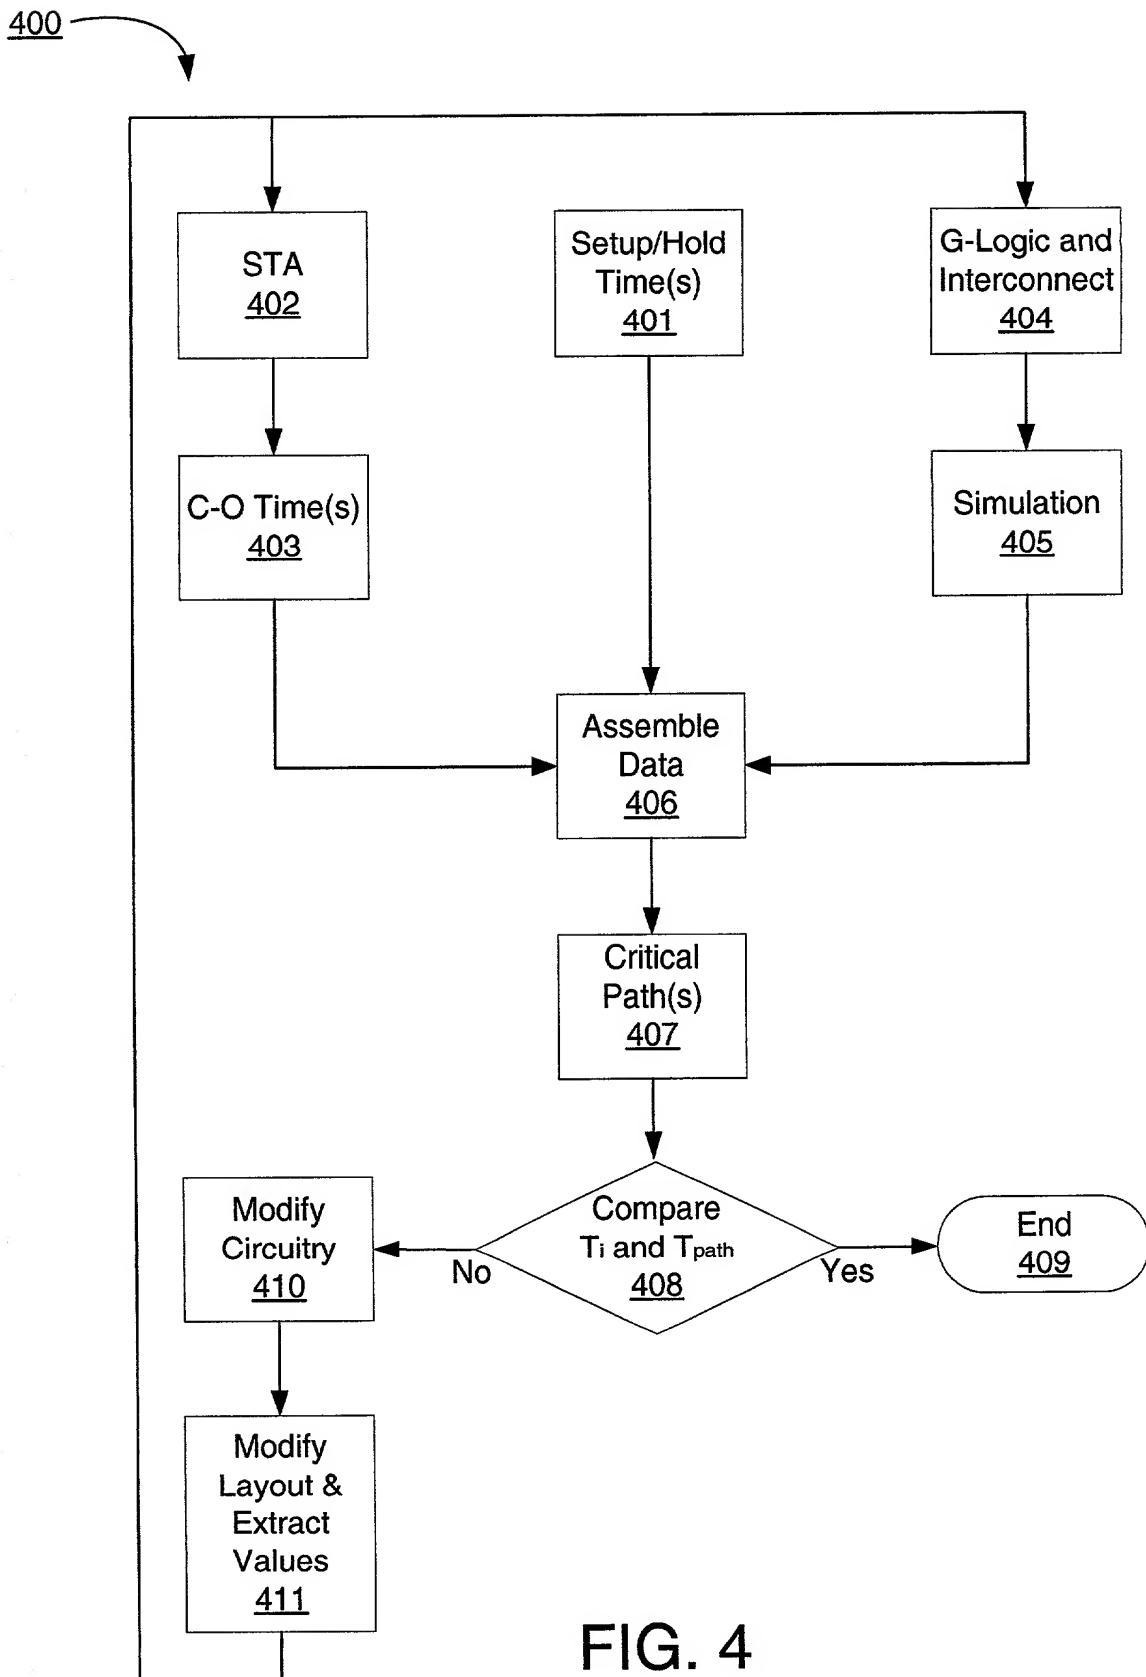 400
STA
402
Setup/Hold
Time(s)
401
G-Logic and
Interconnect
404
C-O Time(s)
403
Simulation
405
Assemble
Data
406
Critical
Path(s)
407
Compare
Ti and Tpath
408
No
Yes
Modify
Circuitry
410
End
409
Modify
Layout &
Extract
Values
411
FIG. 4